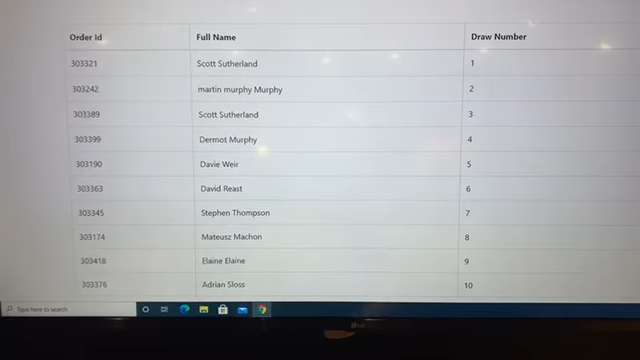 Order Id Full Name Draw Number
303321 Scott Sutherland 1
303242 martin murphy Murphy 2
303389 Scott Sutherland 3
303399 Dermot Murphy 4
303190 Davie Weir 5
303363 David Reast 6
303345 Stephen Thompson 7
303174 Mateusz Machon 8
303418 Elaine Elaine 9
303376 Adrian Sloss 10
Type here to search
LG